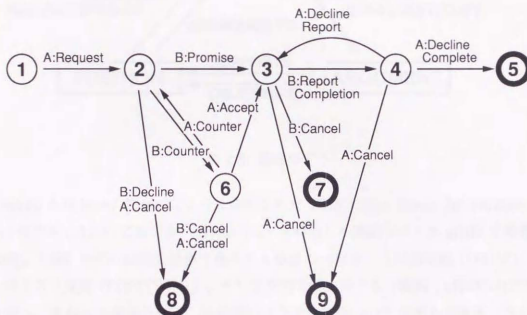 A:Decline
Report
A:Decline
Complete
A:Request
B:Promise
1
2
3
4
5
B:Report
Completion
A:Accept
A:Counter
B:Counter
B:Cancel
A:Cancel
6
7
B:Decline
A:Cancel
B:Cancel
A:Cancel
A:Cancel
8
9